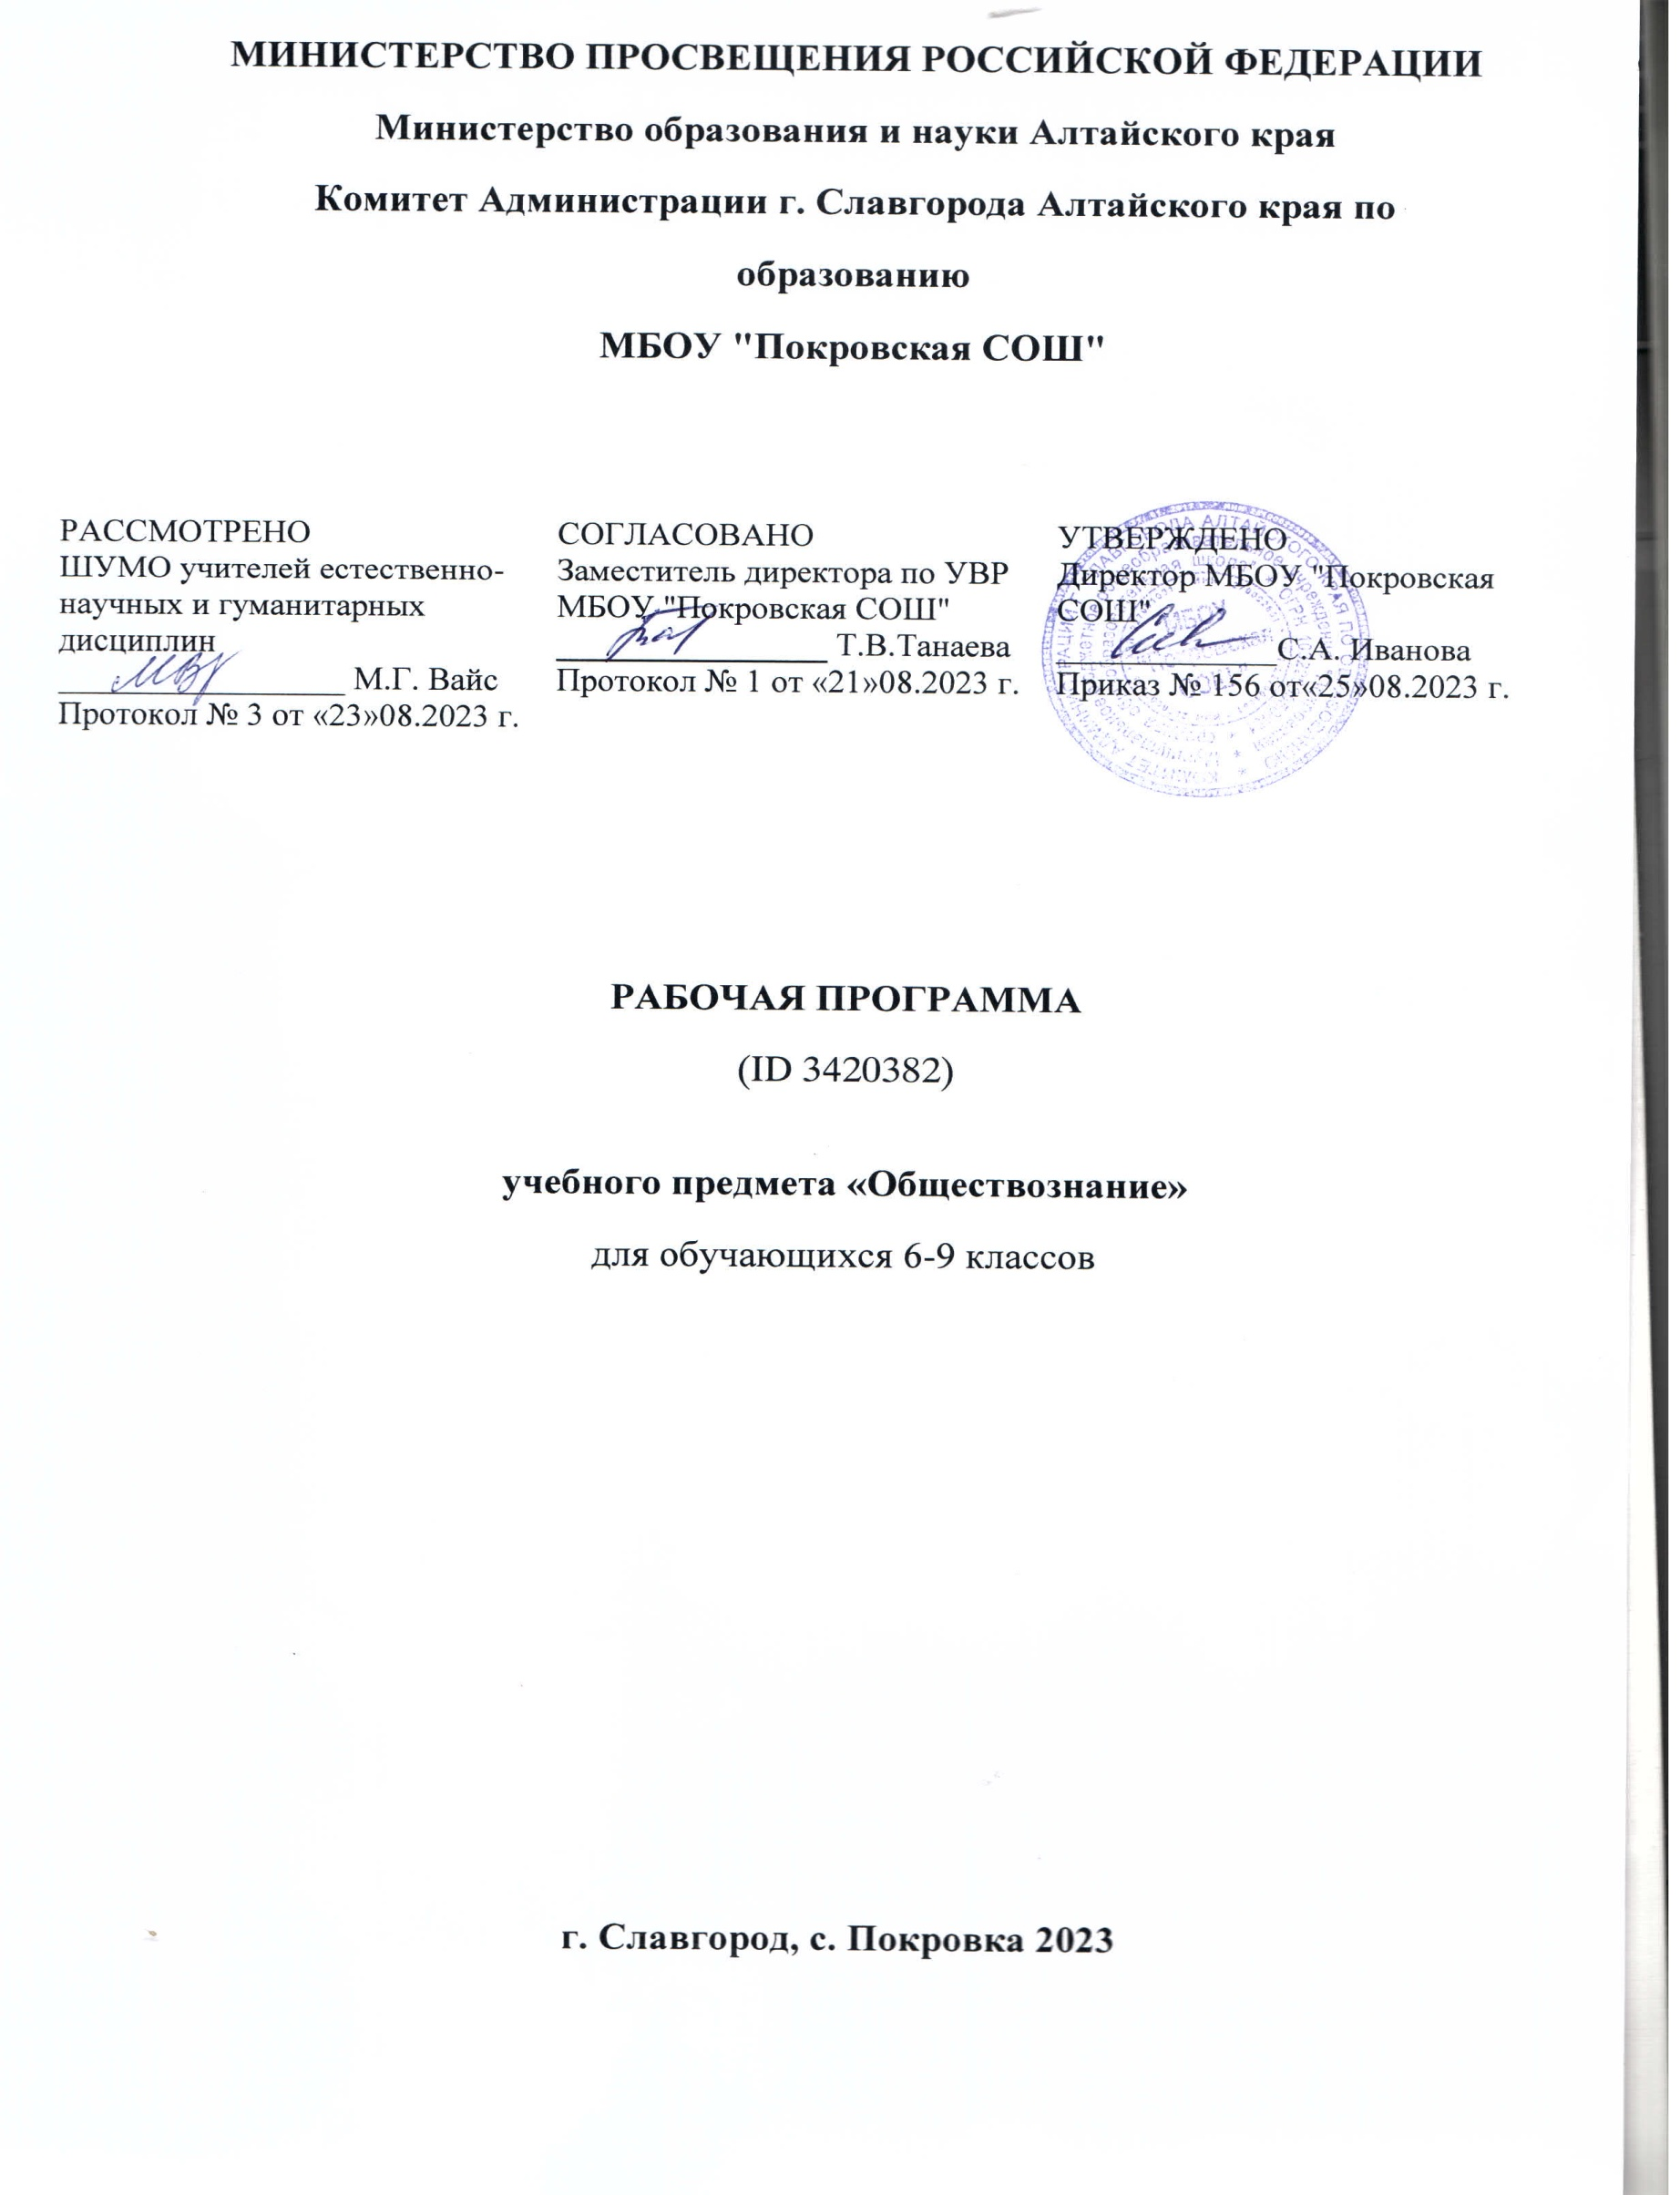 МИНИСТЕРСТВО ПРОСВЕЩЕНИЯ РОССИЙСКОЙ ФЕДЕРАЦИИ
Министерство образования и науки Алтайского края
Комитет Администрации г. Славгорода Алтайского края по
образованию
МБОУ "Покровская СОШ"
РАССМОТРЕНО
ШУМО учителей естественно-
научных и гуманитарных
дисциплин
М.Г. Вайс
Протокол № 3 от «23»08.2023 г.
СОГЛАСОВАНО
Заместитель директора по УВР
МБОУ "Покровская СОШ"
Т.В.Танаева
Протокол № 1 от «21»08.2023 г.
УТВЕРЖДЕНО
Директор МБОУ "Покровская
СОШ"
С.А. Иванова
Приказ № 156 от«25»08.2023 г.
РАБОЧАЯ ПРОГРАММА
(ID 3420382)
учебного предмета «Обществознание»
для обучающихся 6-9 классов
г. Славгород, с. Покровка 2023